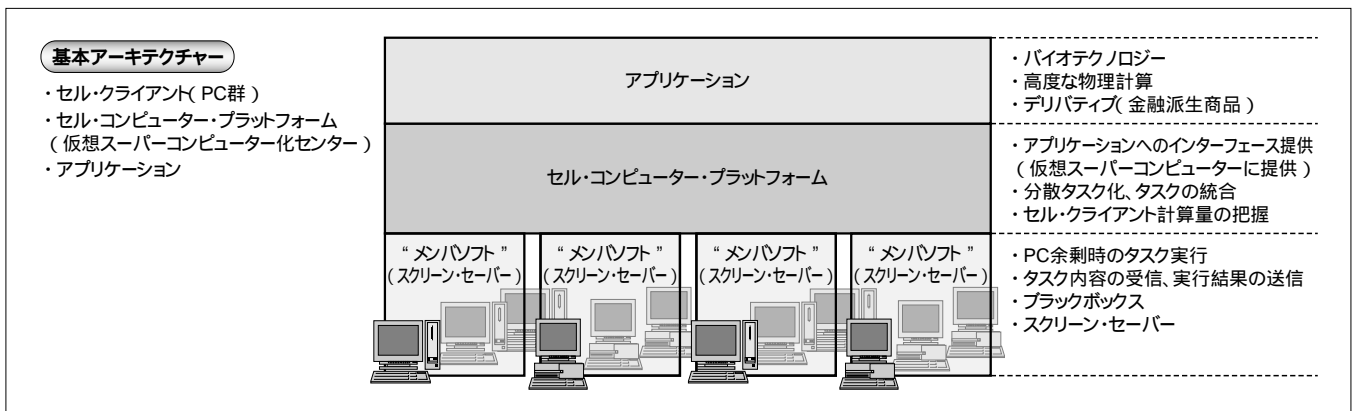 基本アーキテクチャー
・セル・クライアント(PC群)
・セル・コンピューター・プラットフォーム
(仮想スーパーコンピューター化センター)
・アプリケーション
アプリケーション
・バイオテクノロジー
・高度な物理計算
・デリバティブ(金融派生商品)
セル・コンピューター・プラットフォーム
・アプリケーションへのインターフェース提供
(仮想スーパーコンピューターに提供)
・分散タスク化、タスクの統合
・セル・クライアント計算量の把握
“メンバソフト”
(スクリーン・セーバー)
“メンバソフト”
(スクリーン・セーバー)
“メンバソフト”
(スクリーン・セーバー)
“メンバソフト”
(スクリーン・セーバー)
・PC余剰時のタスク実行
・タスク内容の受信、実行結果の送信
・ブラックボックス
・スクリーン・セーバー